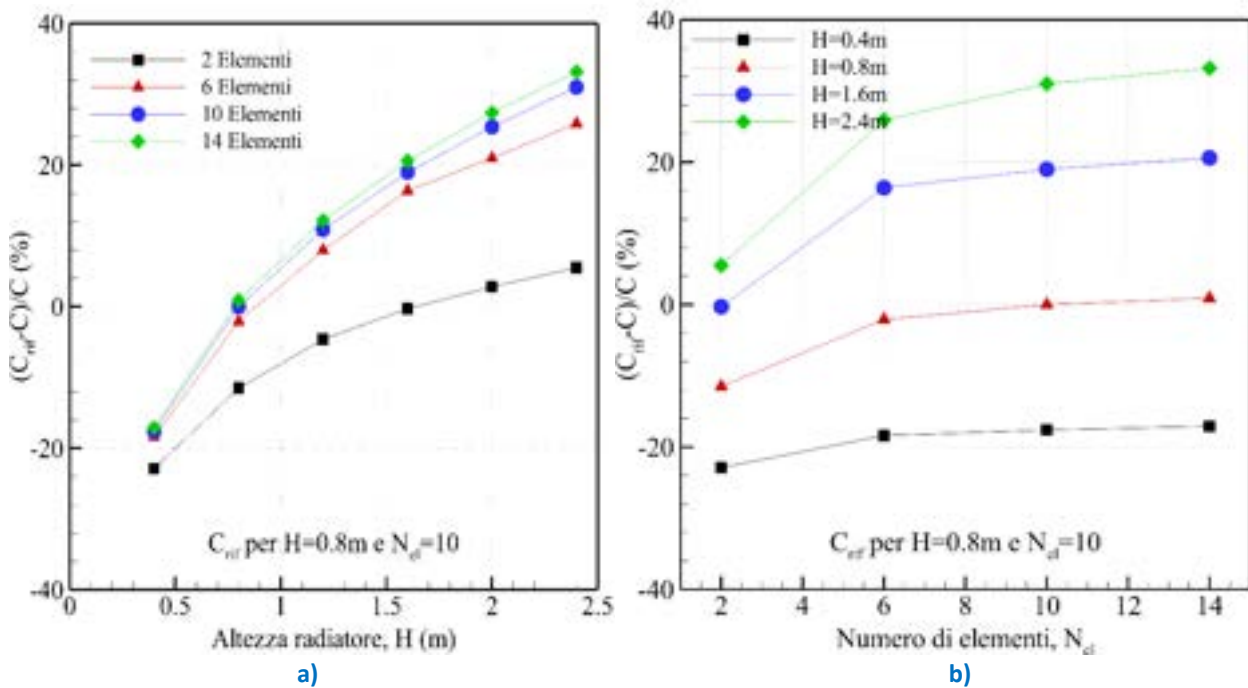 40
20
0
-20
-40
(C_rif-C)/C (%)
2 Elementi
6 Elementi
10 Elementi
14 Elementi
C_rif per H=0.8m e N_el=10
0 0.5 1 1.5 2 2.5
Altezza radiatore, H (m)
a)
40
20
0
-20
-40
(C_rif-C)/C (%)
H=0.4m
H=0.8m
H=1.6m
H=2.4m
C_rif per H=0.8m e N_el=10
2 4 6 8 10 12 14
Numero di elementi, N_el
b)